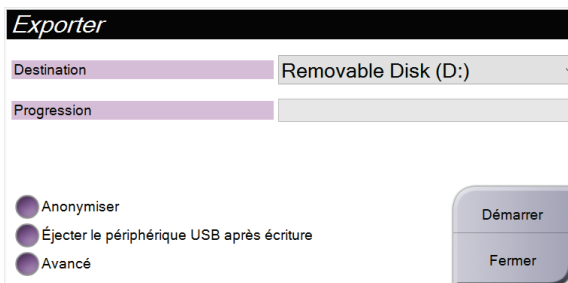 Exporter
Destination
Removable Disk (D:)
Progression
Anonymiser
Éjecter le périphérique USB après écriture
Avancé
Démarrer
Fermer